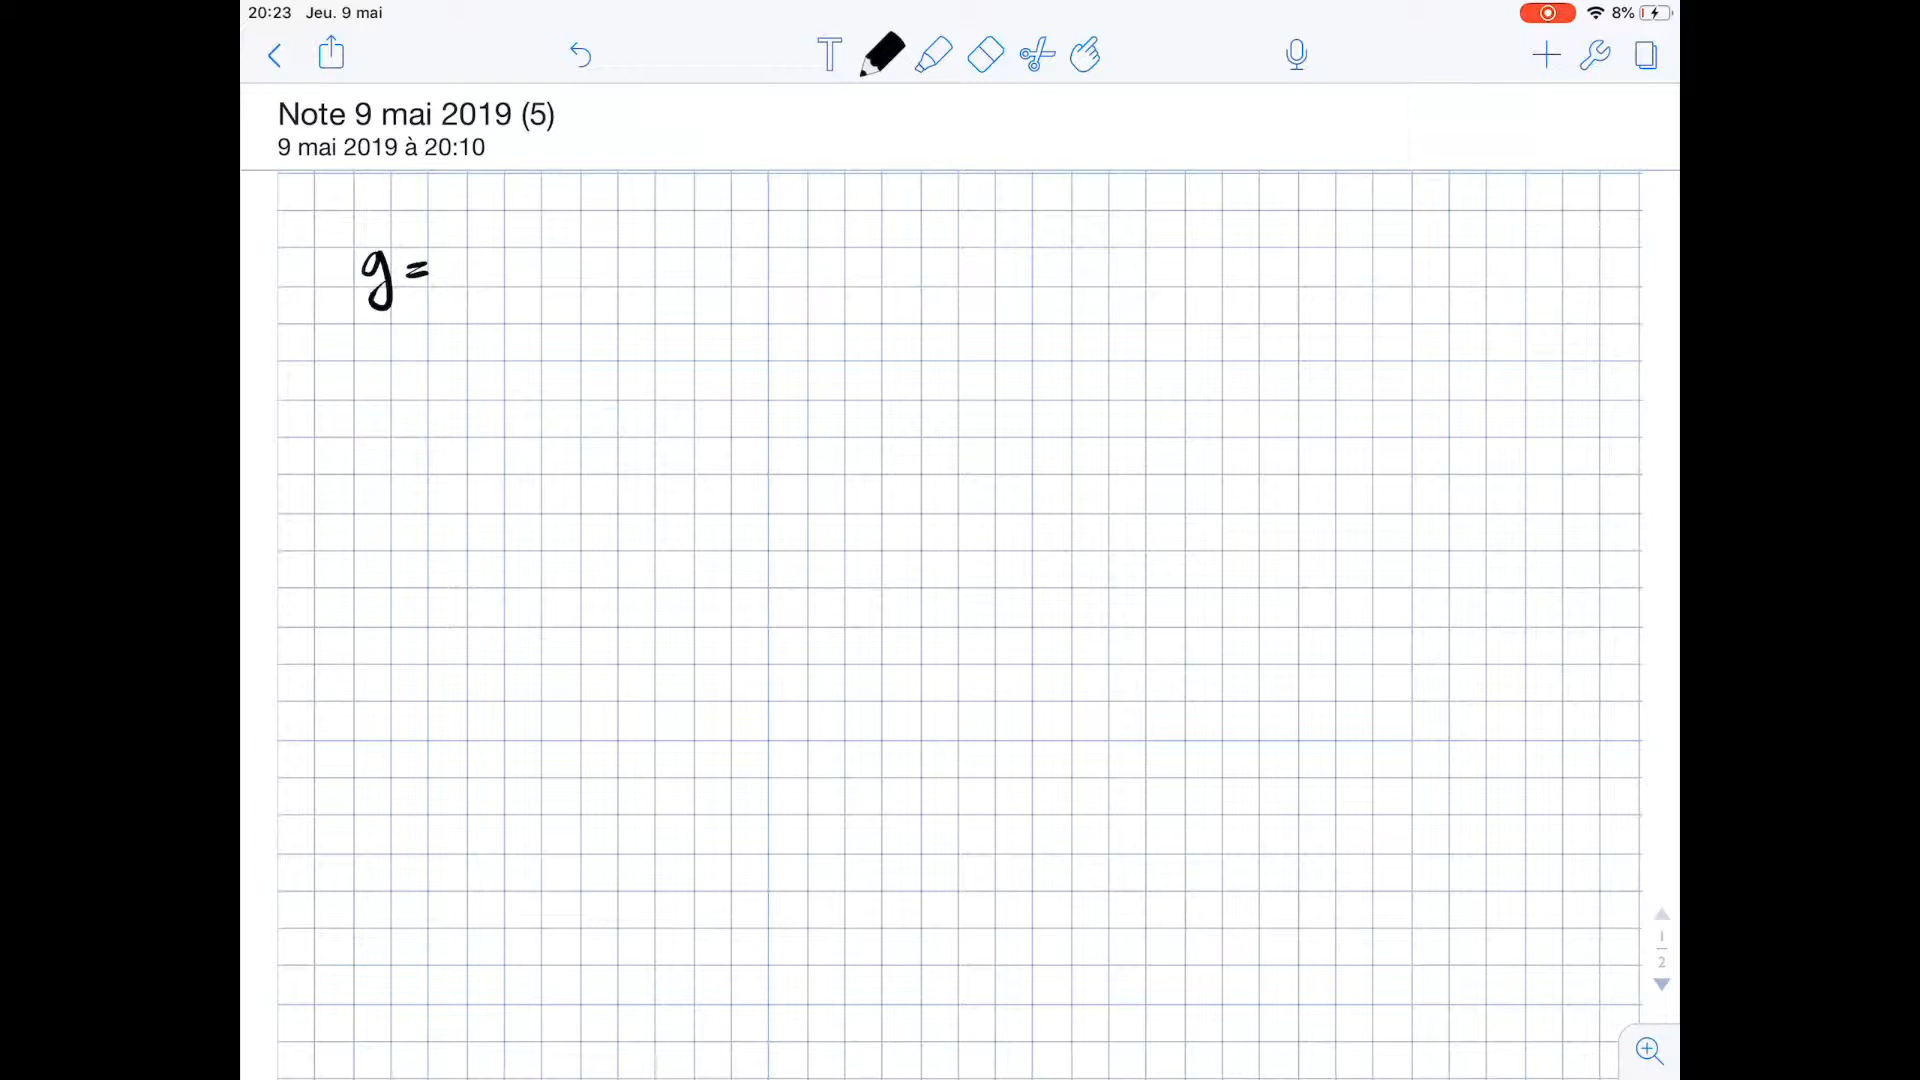 20:23 Jeu. 9 mai 8%
T
Note 9 mai 2019 (5)
9 mai 2019 à 20:10
g =
1
2